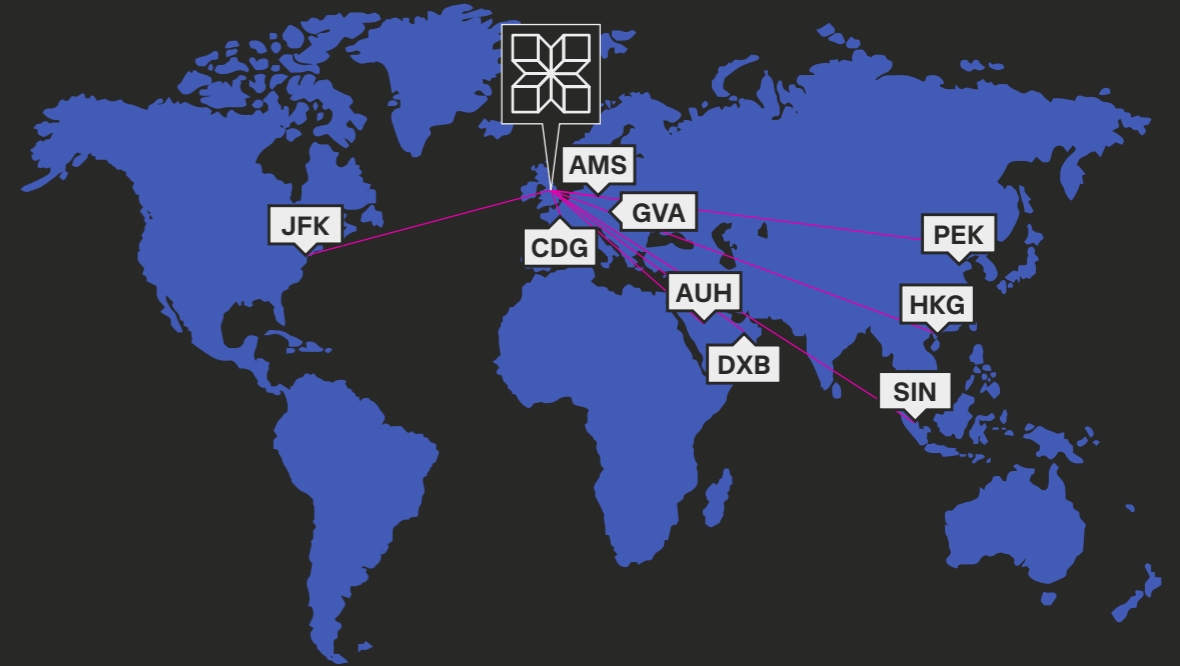 AMS
GVA
JFK
CDG
PEK
AUH
HKG
DXB
SIN